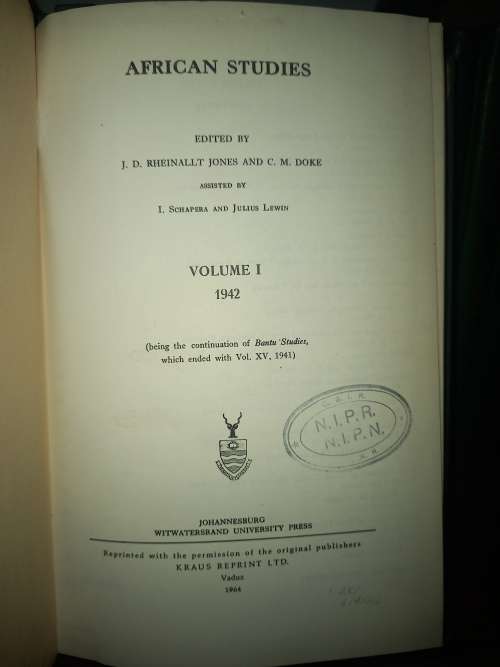 AFRICAN STUDIES
EDITED BY
J. D. RHEINALLT JONES AND C. M. DOKE
ASSISTED BY
I. SCHAPERA AND JULIUS LEWIN
VOLUME I
1942
(being the continuation of Bantu Studies,
which ended with Vol. XV, 1941)
N.I.P.R.
N.I.P.N.
JOHANNESBURG
WITWATERSRAND UNIVERSITY PRESS
Reprinted with the permission of the original publishers
KRAUS REPRINT LTD.
Vaduz
1964